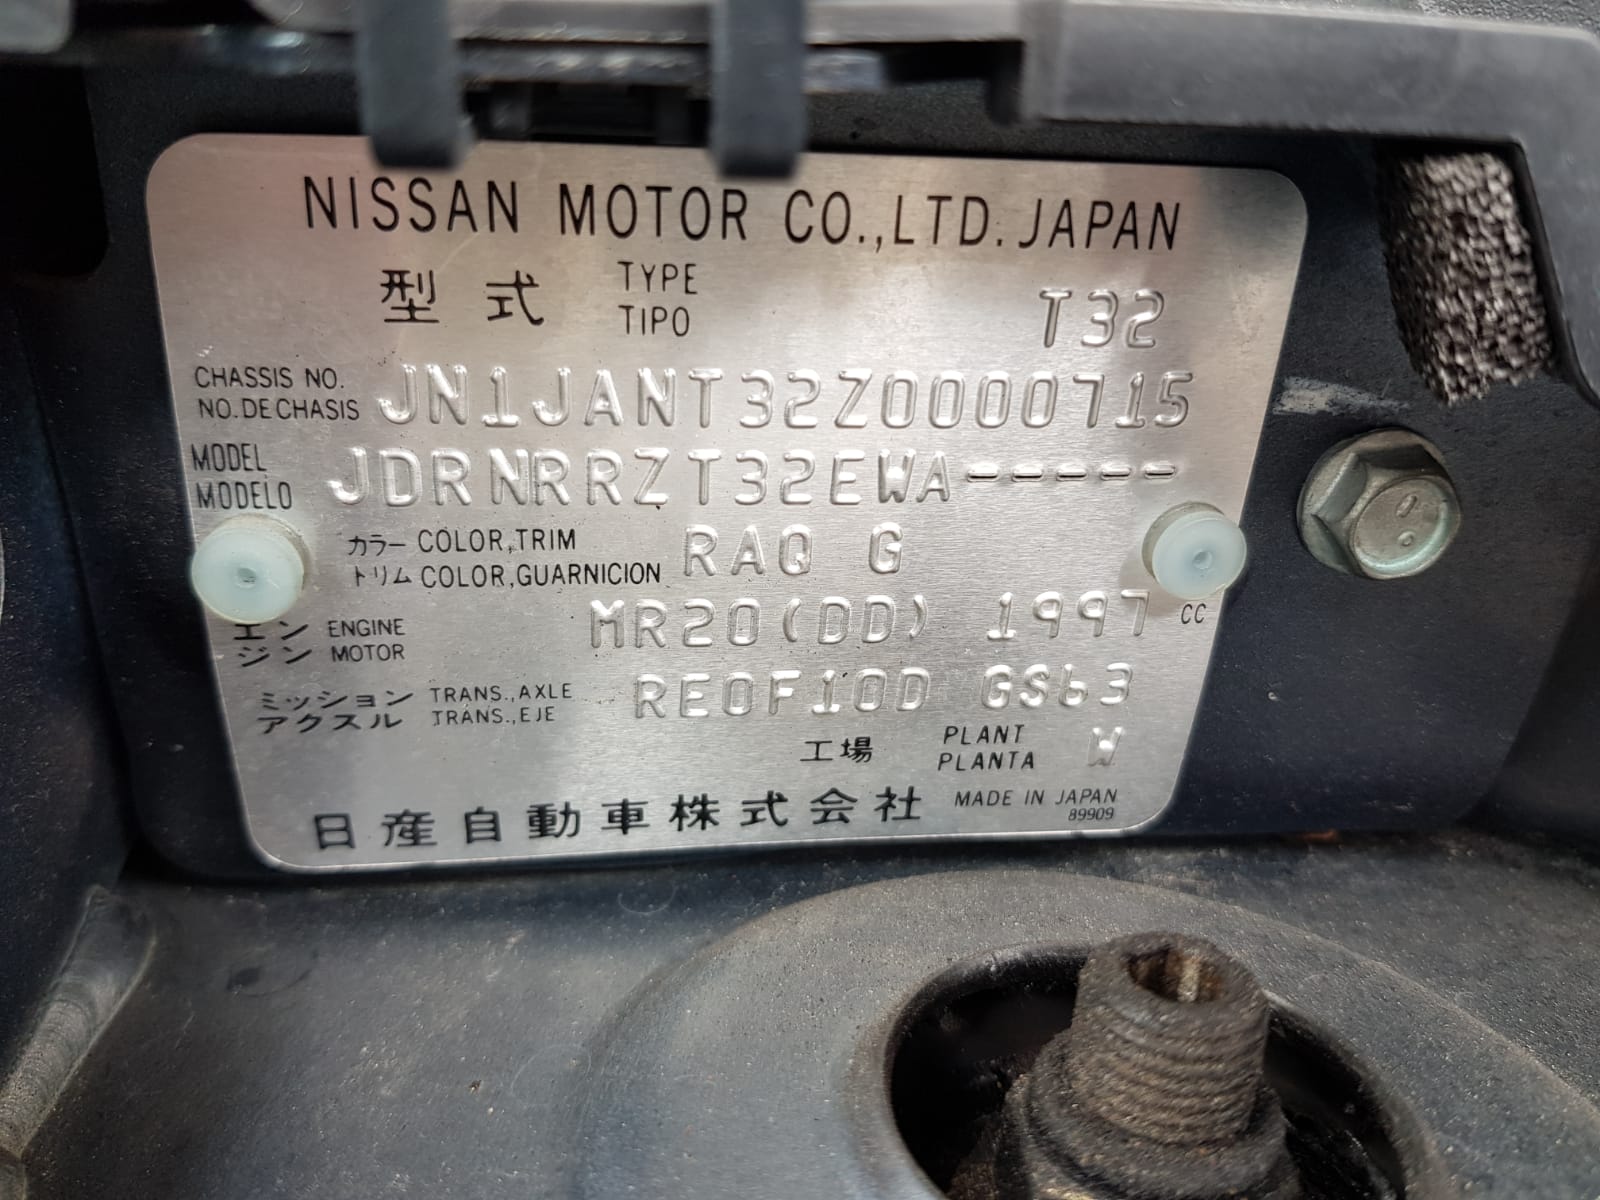 NISSAN MOTOR CO.,LTD. JAPAN
型式 TYPE
TIPO T32
CHASSIS NO.
NO. DE CHASIS JN1JANT32Z0000715
MODEL
MODELO JDRNRRZT32EWA-----
カラー COLOR,TRIM
トリム COLOR,GUARNICION RAQ G
エン ENGINE
ジン MOTOR MR20(DD) 1997 CC
ミッション TRANS.,AXLE
アクスル TRANS.,EJE RE0F10D GS63
工場 PLANT
PLANTA W
日産自動車株式会社 MADE IN JAPAN
89909